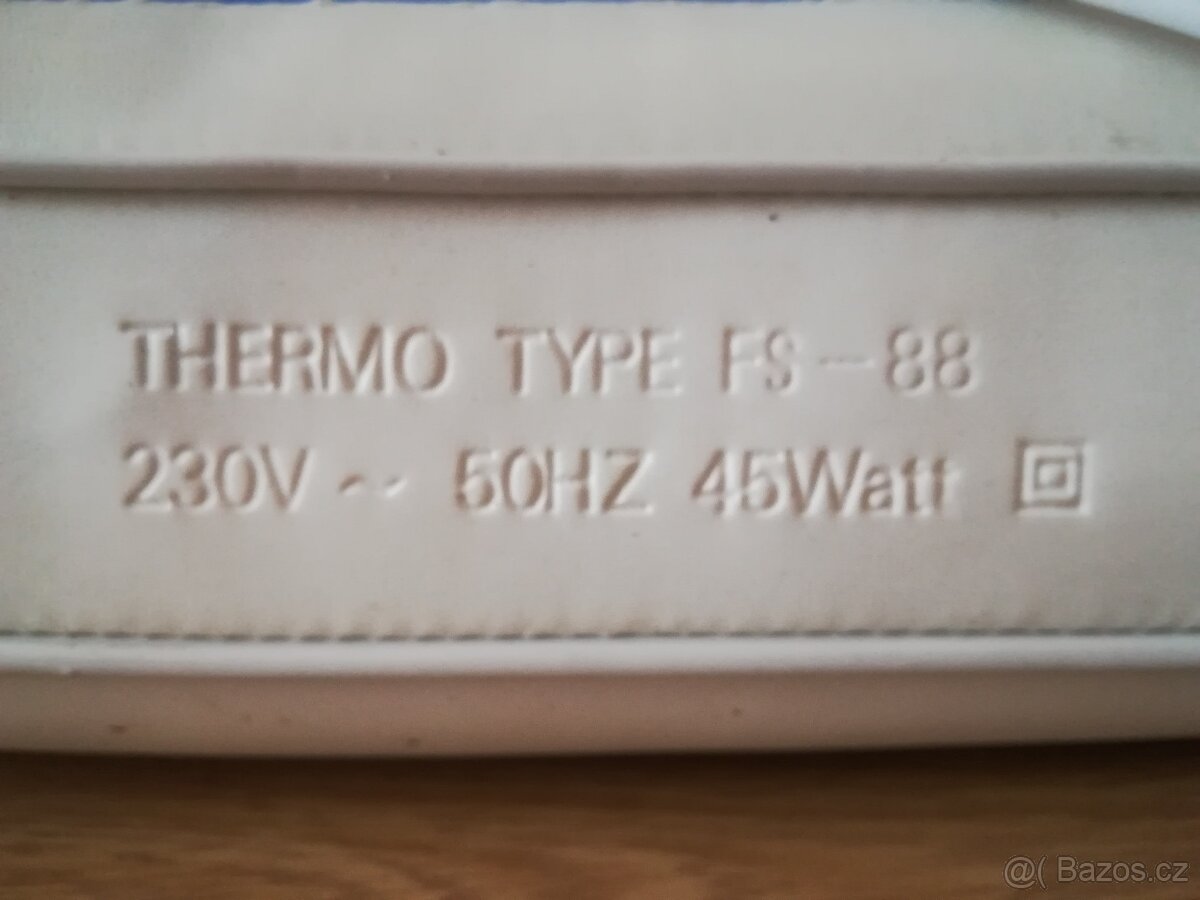 THERMO TYPE FS-88
230V ~ 50HZ 45Watt
@( Bazos.cz